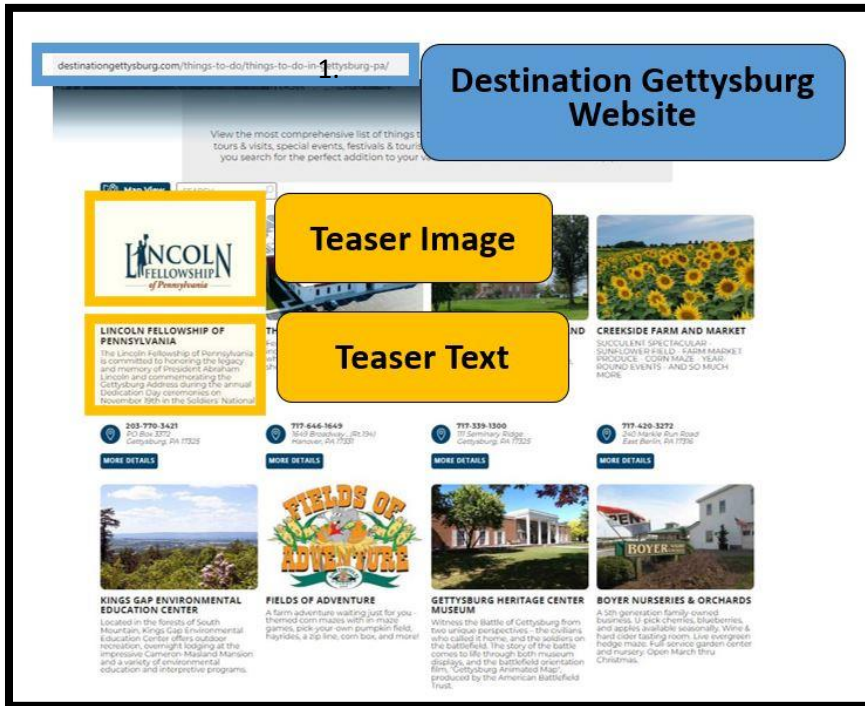 destinationgettysburg.com/things-to-do/things-to-do-in-gettysburg-pa/
1.
Destination Gettysburg
Website
View the most comprehensive list of things
tours & visits, special events, festivals &
you search for the perfect addition to your
Map View
SEARCH
Teaser Image
LINCOLN
FELLOWSHIP
of Pennsylvania
Teaser Text
LINCOLN FELLOWSHIP OF
PENNSYLVANIA
The Lincoln Fellowship of Pennsylvania
is committed to honoring the legacy
and memory of President Abraham
Lincoln and commemorating the
Gettysburg Address during the annual
Dedication Day ceremonies on
November 19th in the Soldiers' National
CREEKSIDE FARM AND MARKET
SUCCULENT SPECTACULAR -
SUNFLOWER FIELD - FARM MARKET
PRODUCE - CORN MAZE - YEAR-
ROUND EVENTS - AND SO MUCH
MORE
203-770-3421
PO Box 3372
Gettysburg, PA 17325
MORE DETAILS
717-646-1649
1649 Broadway, (Rt.194)
Hanover, PA 17331
MORE DETAILS
717-339-1300
111 Seminary Ridge
Gettysburg, PA 17325
MORE DETAILS
717-420-3272
240 Markle Run Road
East Berlin, PA 17316
MORE DETAILS
FIELDS OF
ADVENTURE
BOYER
KINGS GAP ENVIRONMENTAL
EDUCATION CENTER
Located in the forests of South
Mountain, Kings Gap Environmental
Education Center offers outdoor
recreation, overnight lodging at the
impressive Cameron-Masland Mansion
and a variety of environmental
education and interpretive programs.
FIELDS OF ADVENTURE
A farm adventure waiting just for you -
themed corn mazes with in-maze
games, pick-your-own pumpkin field,
hayrides, a zip line, corn box, and more!
GETTYSBURG HERITAGE CENTER
MUSEUM
Witness the Battle of Gettysburg from
two unique perspectives - the civilians
who called it home, and the soldiers on
the battlefield. The story of the battle
comes to life through both museum
displays, and the battlefield orientation
film, "Gettysburg Animated Map",
produced by the American Battlefield
Trust.
BOYER NURSERIES & ORCHARDS
A 5th generation family-owned
business. U-pick cherries, blueberries,
and apples available seasonally. Wine &
hard cider tasting room. Live evergreen
hedge maze. Full-service garden center
and nursery. Open March thru
Christmas.